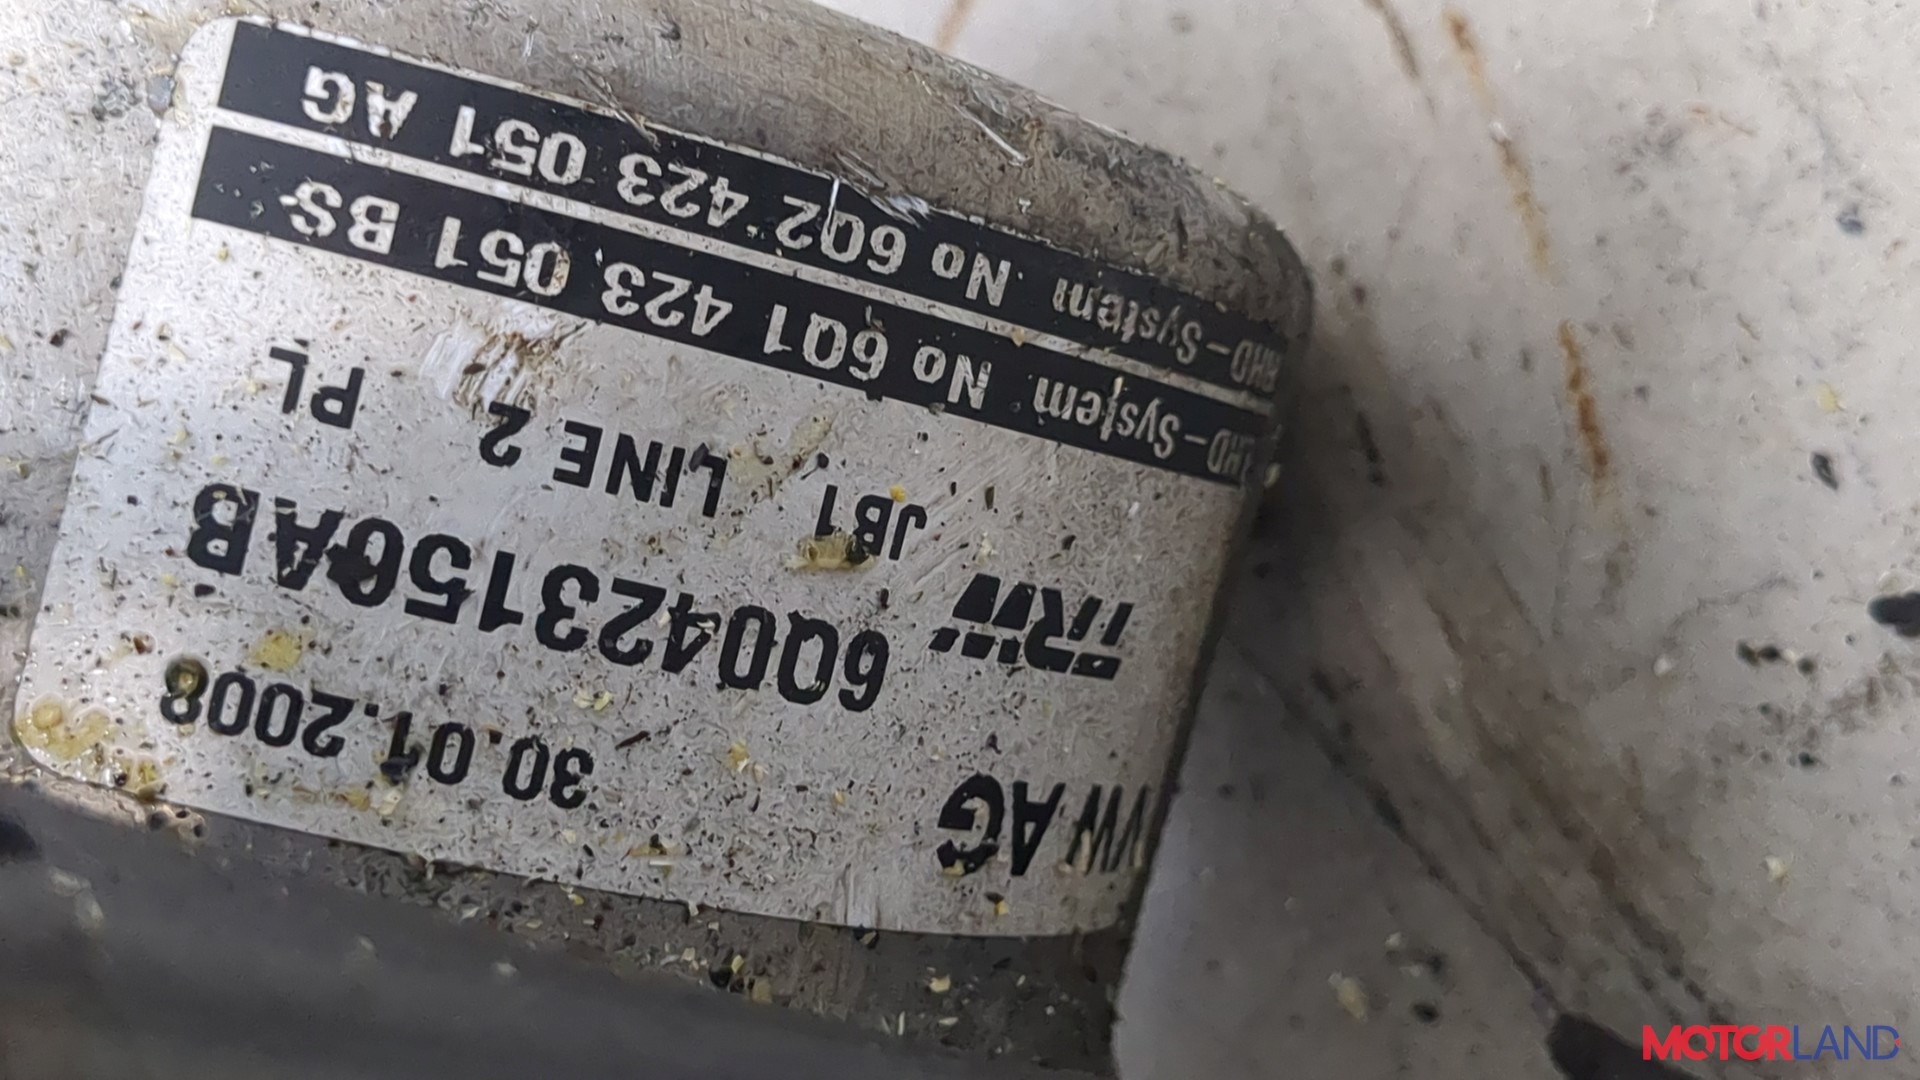 VW AG 30.01.2008
TRW 6Q0423150AB
JB1 LINE 2 PL
LHD-System No 6Q1 423 051 BS
RHD-System No 6Q2 423 051 AG
MOTORLAND